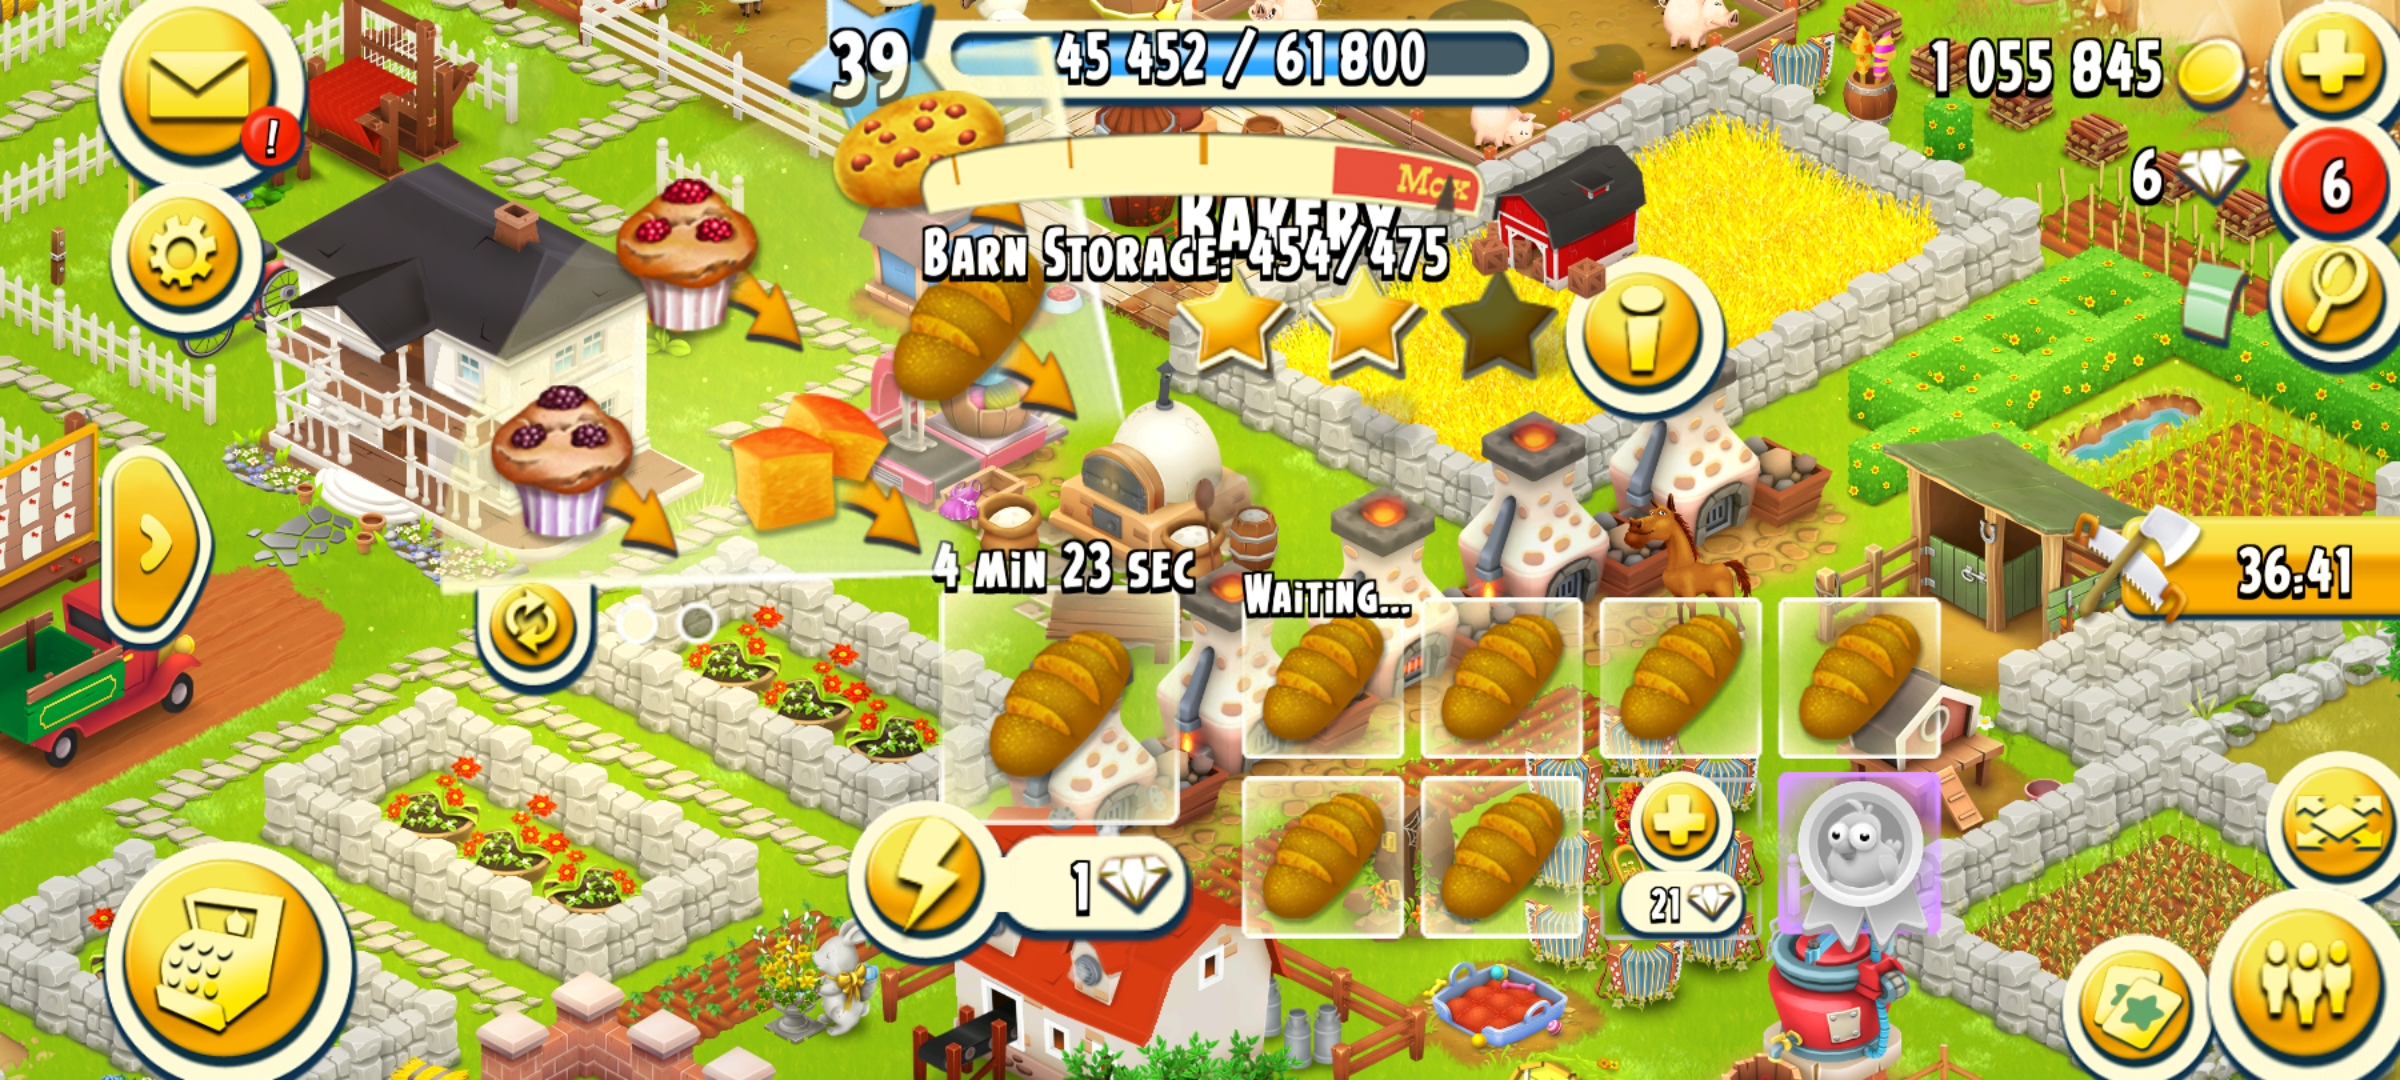 39
45 452 / 61 800
1 055 845
!
Max
6
6
BAKERY
BARN STORAGE: 454/475
4 MIN 23 SEC
WAITING...
36:41
1
21